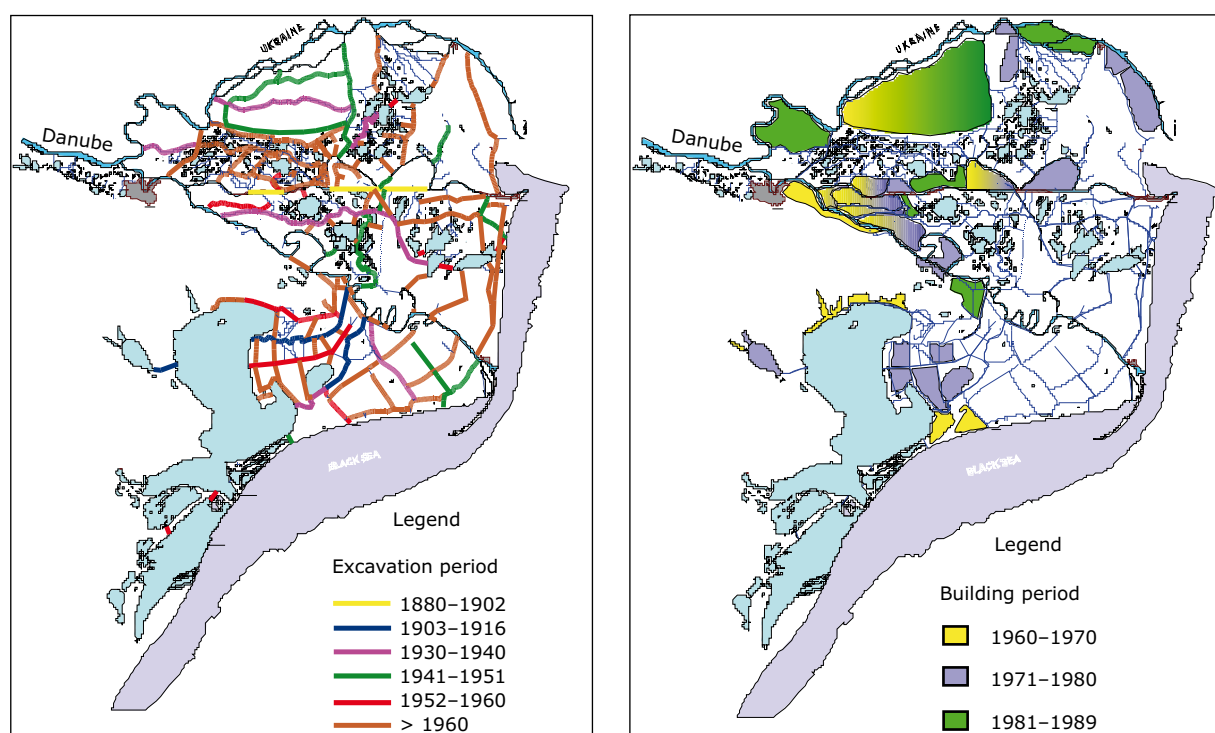 UKRAINE
Danube
BLACK SEA
Legend
Excavation period
1880–1902
1903–1916
1930–1940
1941–1951
1952–1960
> 1960
UKRAINE
Danube
BLACK SEA
Legend
Building period
1960–1970
1971–1980
1981–1989